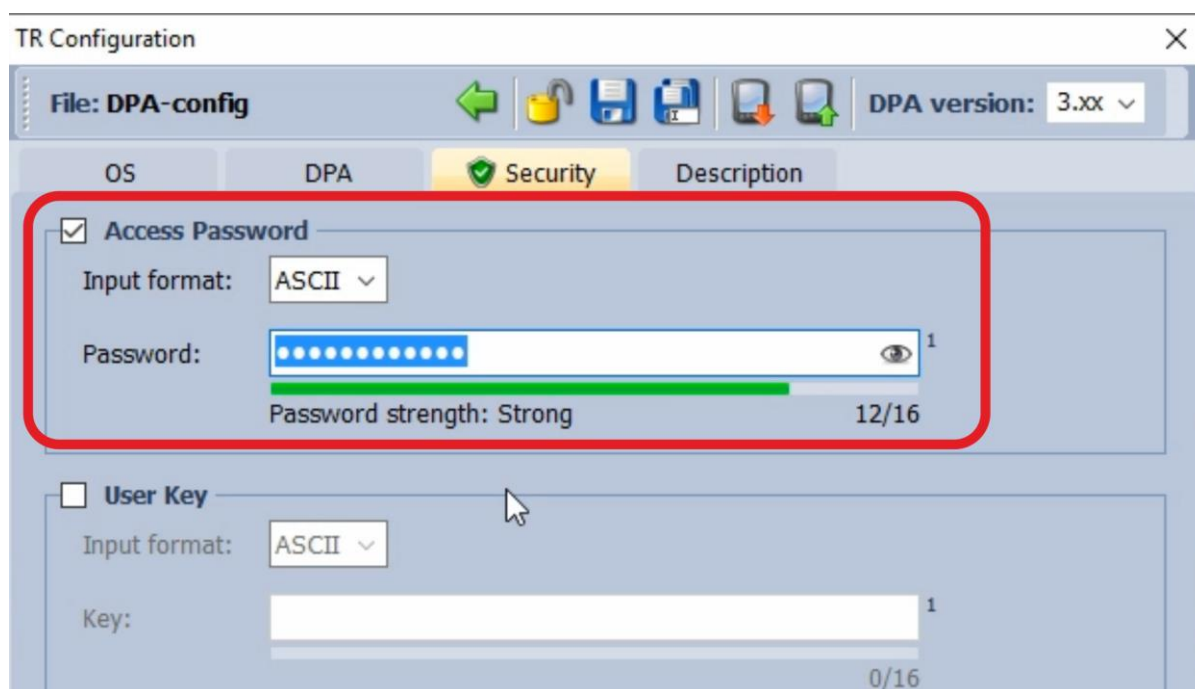 TR Configuration
File: DPA-config DPA version: 3.xx
OS DPA Security Description
Access Password
Input format: ASCII
Password: ●●●●●●●●●●●● 1
Password strength: Strong 12/16
User Key
Input format: ASCII
Key: 1
0/16